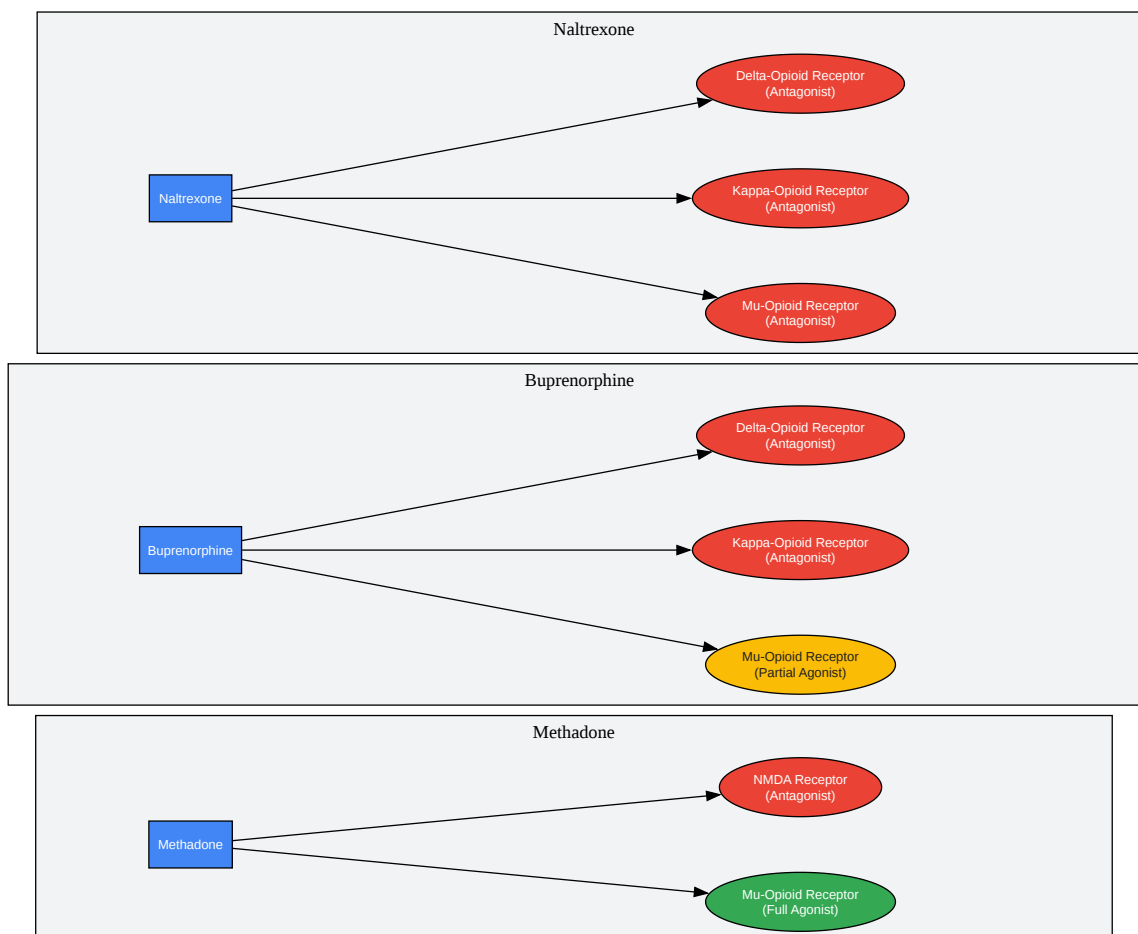 Naltrexone
Delta-Opioid Receptor
(Antagonist)
Naltrexone
Kappa-Opioid Receptor
(Antagonist)
Mu-Opioid Receptor
(Antagonist)
Buprenorphine
Delta-Opioid Receptor
(Antagonist)
Buprenorphine
Kappa-Opioid Receptor
(Antagonist)
Mu-Opioid Receptor
(Partial Agonist)
Methadone
NMDA Receptor
(Antagonist)
Methadone
Mu-Opioid Receptor
(Full Agonist)